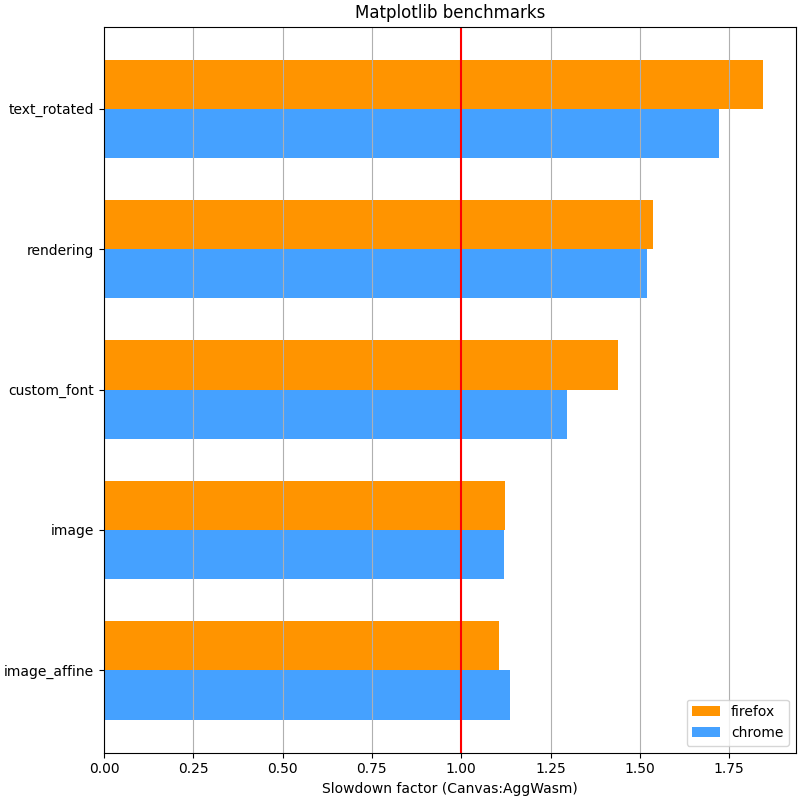 Matplotlib benchmarks
text_rotated
rendering
custom_font
image
image_affine
firefox
chrome
0.00 0.25 0.50 0.75 1.00 1.25 1.50 1.75
Slowdown factor (Canvas:AggWasm)